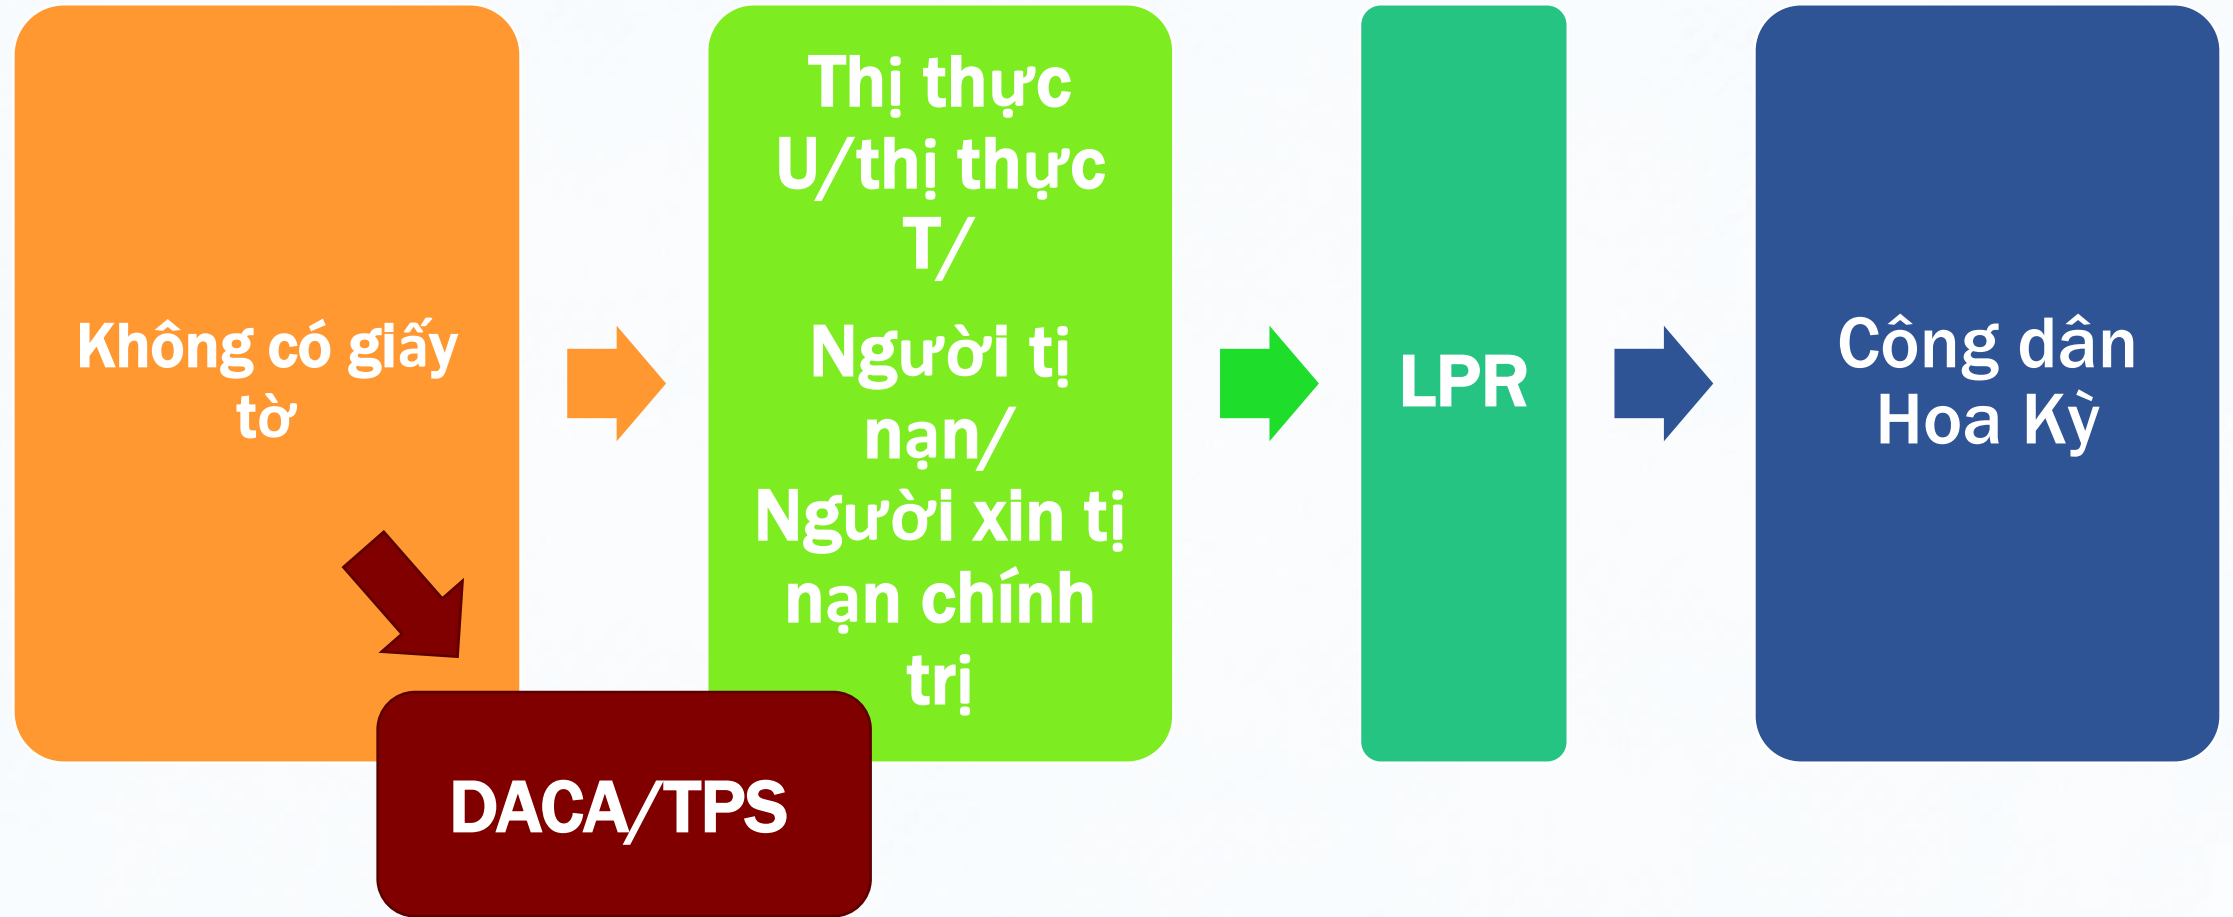 Không có giấy
tờ
Thị thực
U/thị thực
T/
Người tị
nạn/
Người xin tị
nạn chính
trị
LPR
Công dân
Hoa Kỳ
DACA/TPS